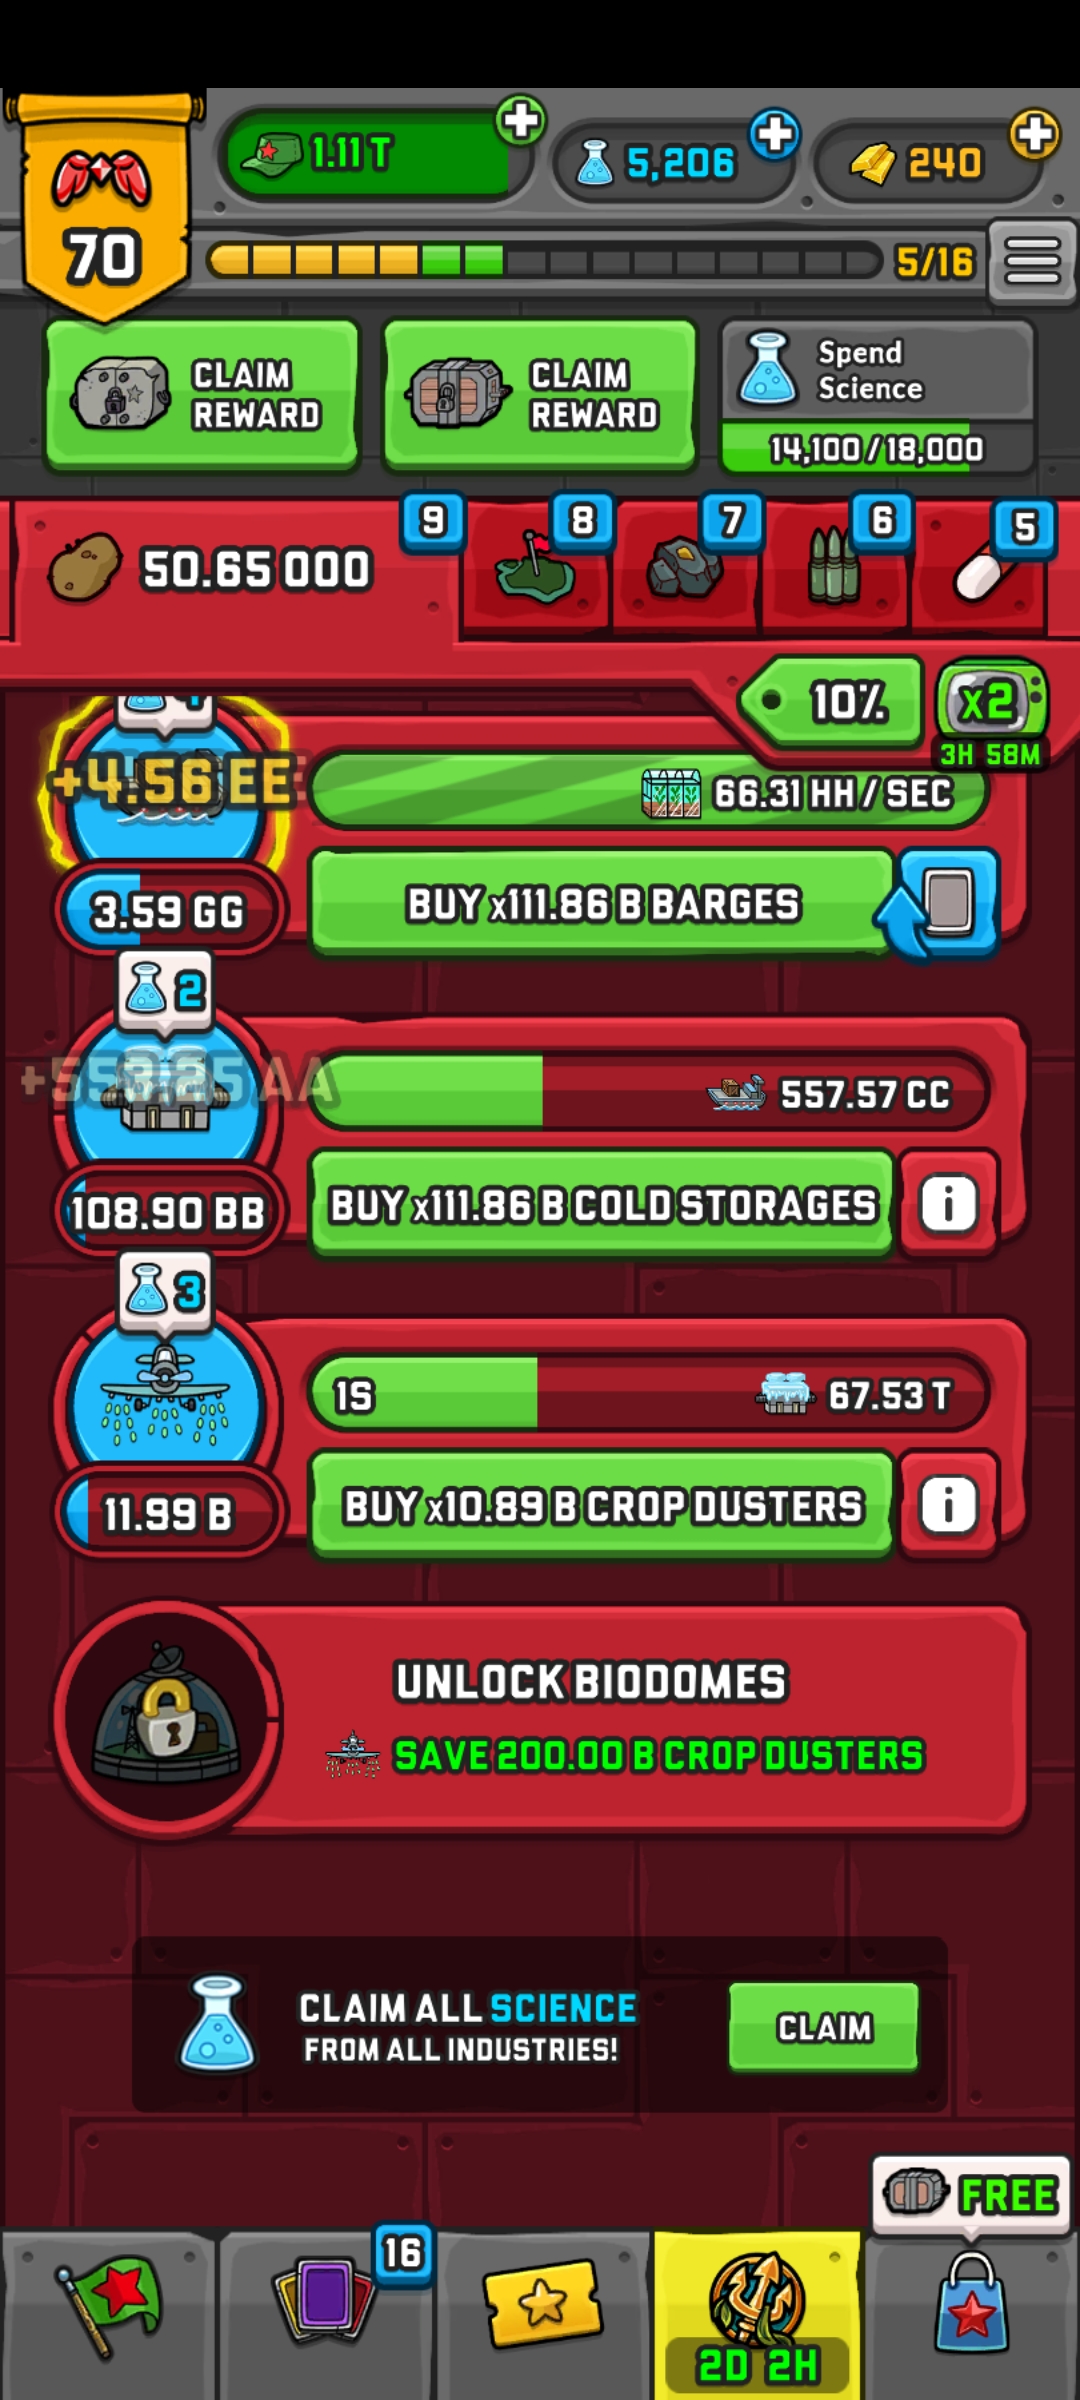 1.11 T
5,206
240
70
5/16
CLAIM
REWARD
CLAIM
REWARD
Spend
Science
14,100 / 18,000
50.65 000
9
8
7
6
5
10%
x2
3H 58M
+4.56 EE
66.31 HH / SEC
3.59 GG
BUY x111.86 B BARGES
2
557.57 CC
108.90 BB
BUY x111.86 B COLD STORAGES
3
1S
67.53 T
11.99 B
BUY x10.89 B CROP DUSTERS
UNLOCK BIODOMES
SAVE 200.00 B CROP DUSTERS
CLAIM ALL SCIENCE
FROM ALL INDUSTRIES!
CLAIM
FREE
16
2D 2H